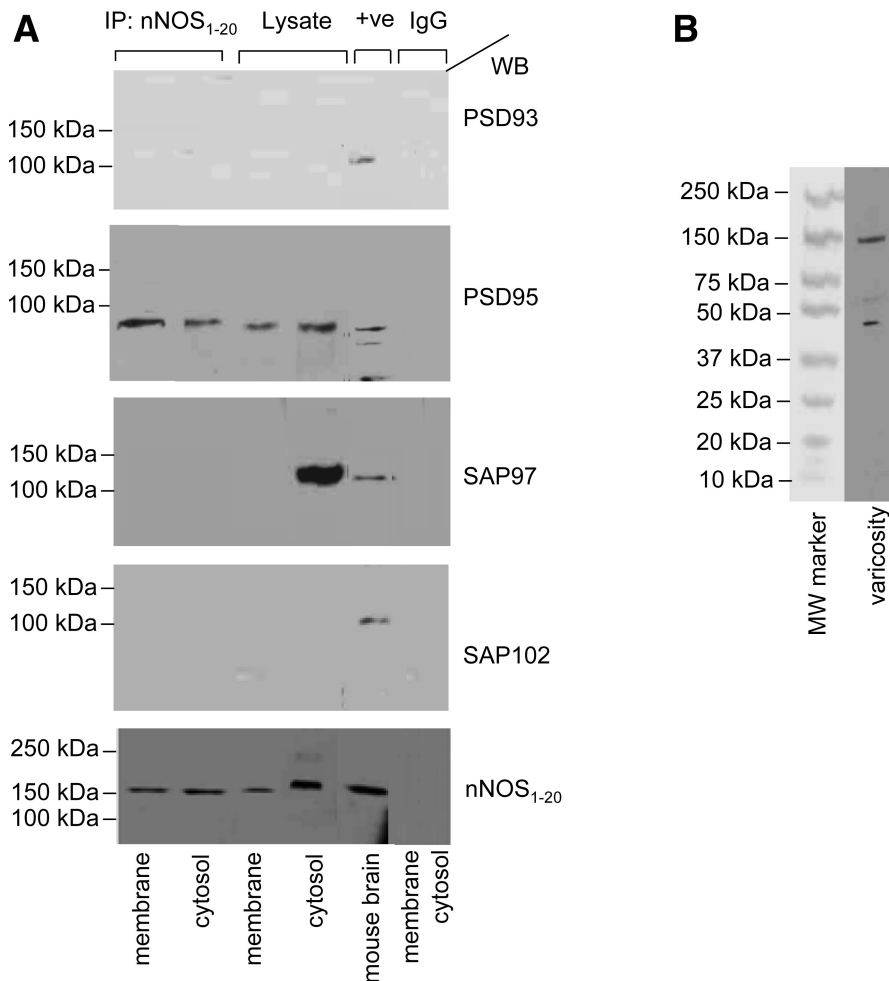 A
IP: nNOS1-20 Lysate +ve IgG
WB
PSD93
150 kDa
100 kDa
PSD95
150 kDa
100 kDa
SAP97
150 kDa
100 kDa
SAP102
150 kDa
100 kDa
nNOS1-20
250 kDa
150 kDa
100 kDa
membrane
cytosol
membrane
cytosol
mouse brain
membrane
cytosol
B
250 kDa
150 kDa
75 kDa
50 kDa
37 kDa
25 kDa
20 kDa
10 kDa
MW marker
varicosity